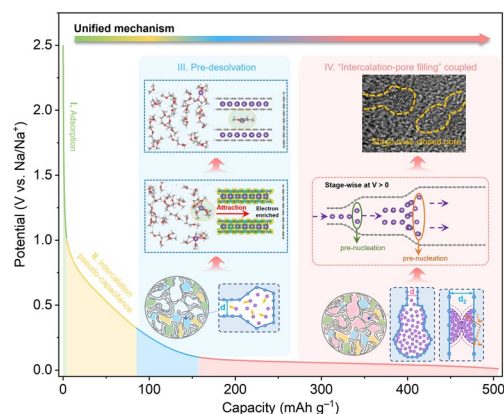 Unified mechanism
2.5
2.0
1.5
1.0
0.5
0.0
Potential (V vs. Na/Na⁺)
I. Adsorption
II. Intercalation
pseudo-capacitance
III. Pre-desolvation
Attraction
Electron
enriched
d
IV. "Intercalation-pore filling" coupled
Stage-wise closed pore
Stage-wise at V > 0
pre-nucleation
pre-nucleation
d
d₂
0
100
200
300
400
500
Capacity (mAh g⁻¹)